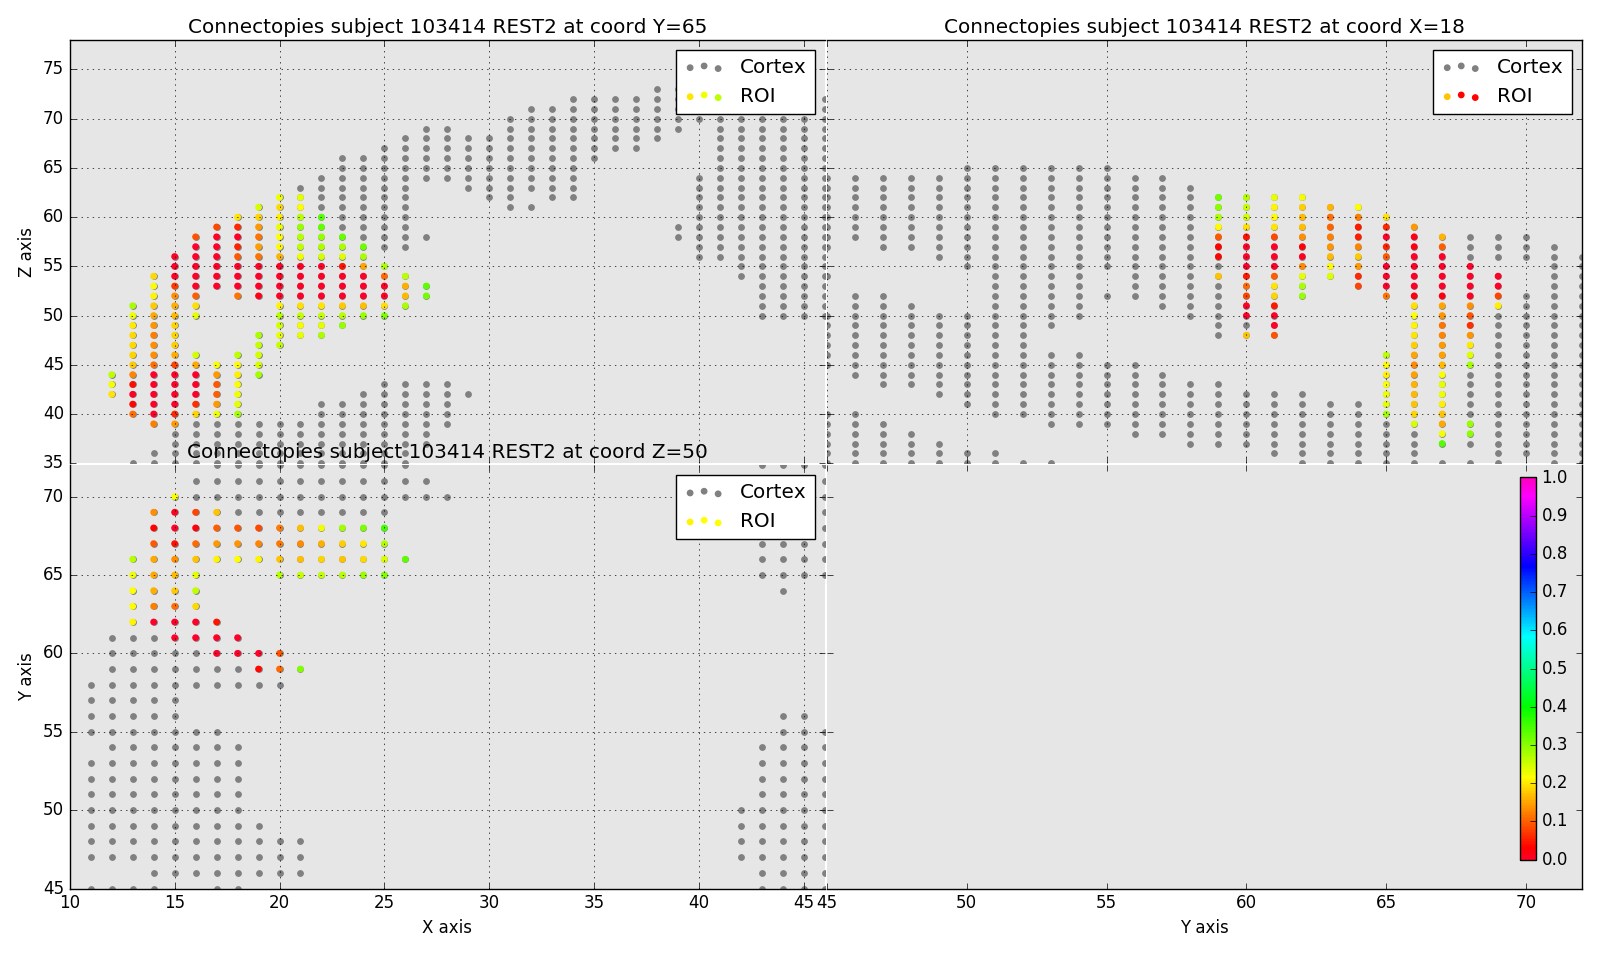 Connectopies subject 103414 REST2 at coord Y=65
Connectopies subject 103414 REST2 at coord X=18
75
70
65
60
55
50
45
40
35
Z axis
Cortex
ROI
Cortex
ROI
Connectopies subject 103414 REST2 at coord Z=50
70
65
60
55
50
45
Y axis
Cortex
ROI
1.0
0.9
0.8
0.7
0.6
0.5
0.4
0.3
0.2
0.1
0.0
10 15 20 25 30 35 40 45 45 50 55 60 65 70
X axis
Y axis